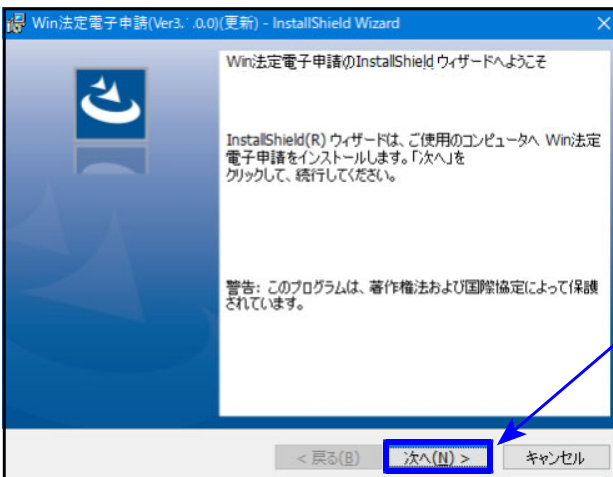 Win法定電子申請(Ver3. .0.0)(更新) - InstallShield Wizard
Win法定電子申請のInstallShield ウィザードへようこそ
InstallShield(R) ウィザードは、ご使用のコンピュータへ Win法定
電子申請をインストールします。「次へ」を
クリックして、続行してください。
警告: このプログラムは、著作権法および国際協定によって保護
されています。
< 戻る(B) 次へ(N) > キャンセル